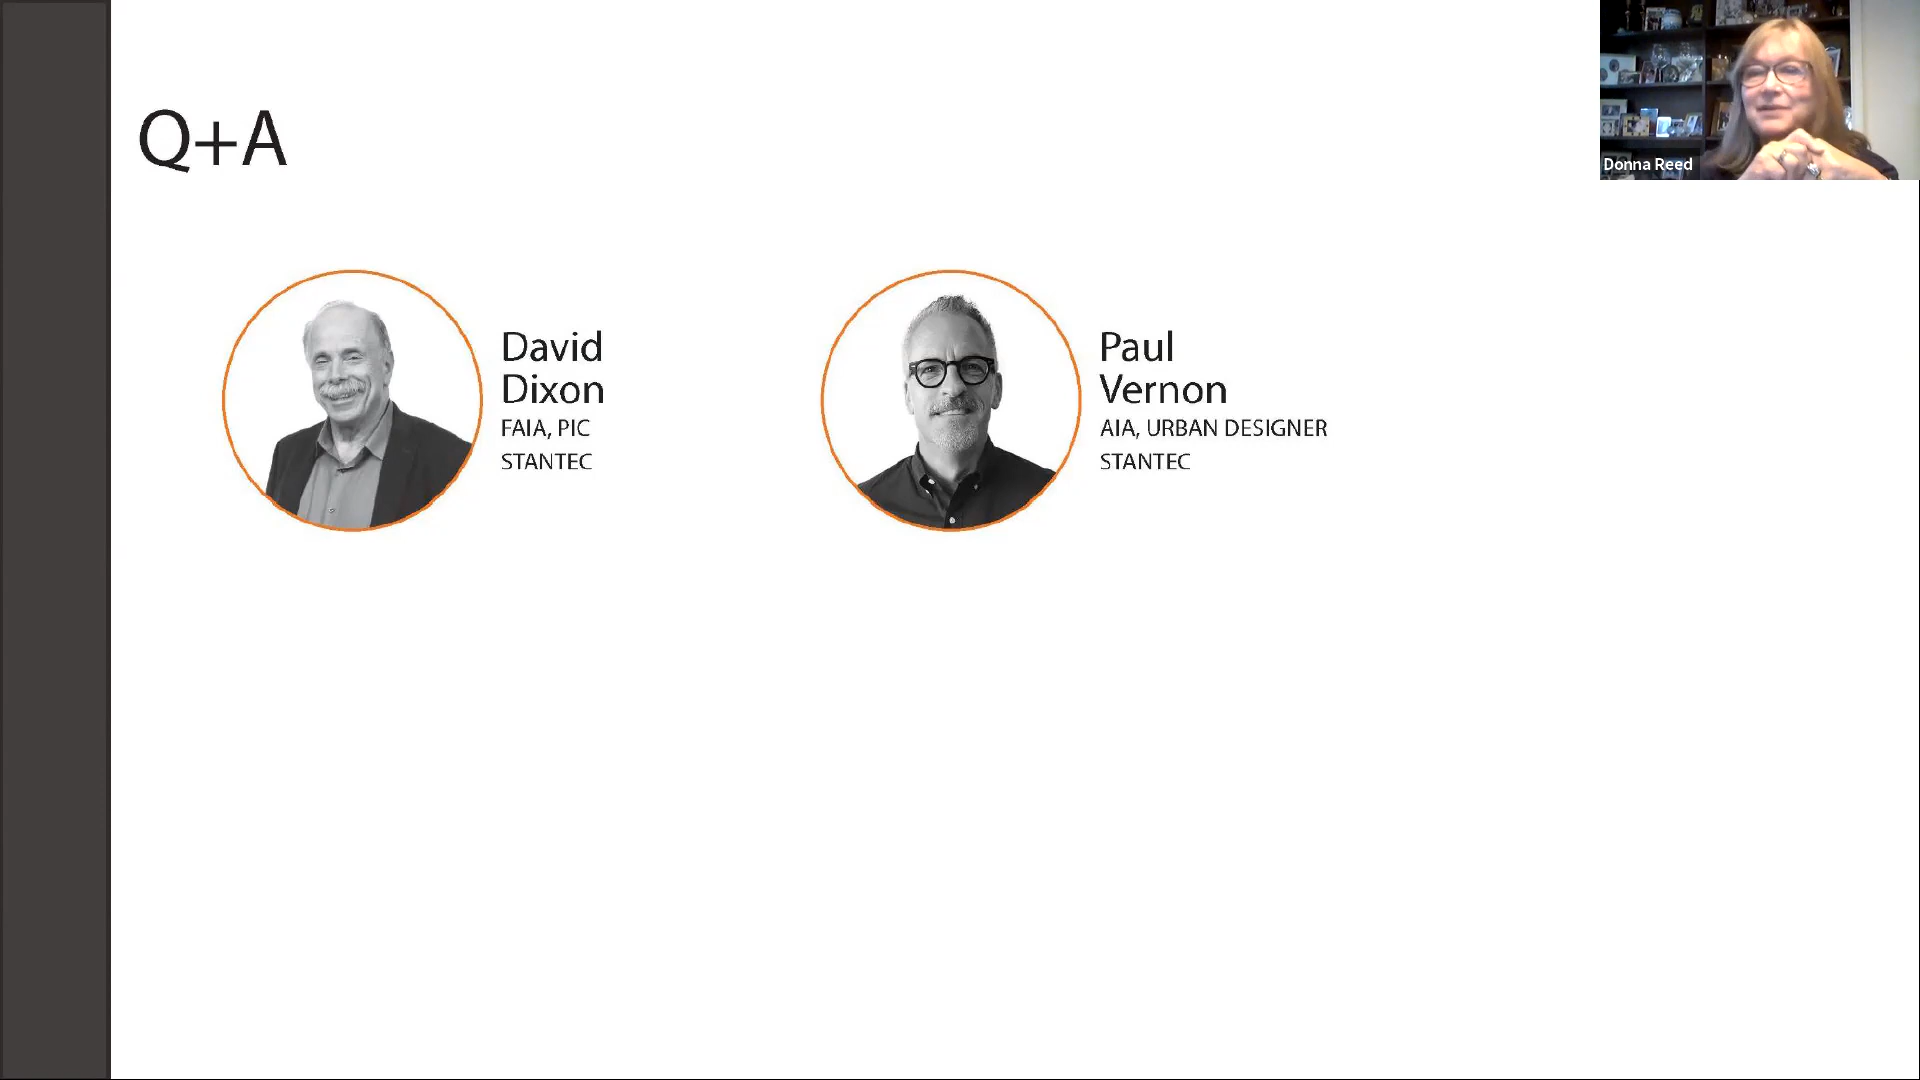 Q+A
David
Dixon
FAIA, PIC
STANTEC
Paul
Vernon
AIA, URBAN DESIGNER
STANTEC
Donna Reed